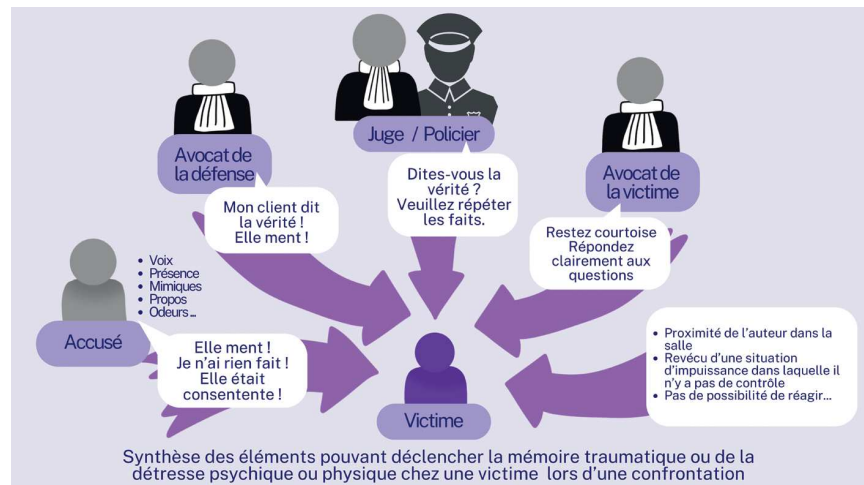 Avocat de
la défense
Mon client dit
la vérité !
Elle ment !
Juge / Policier
Dites-vous la
vérité ?
Veuillez répéter
les faits.
Avocat de
la victime
Restez courtoise
Répondez
clairement aux
questions
• Voix
• Présence
• Mimiques
• Propos
• Odeurs...
Accusé
Elle ment !
Je n'ai rien fait !
Elle était
consentente !
• Proximité de l'auteur dans la
salle
• Revécu d'une situation
d'impuissance dans laquelle il
n'y a pas de contrôle
• Pas de possibilité de réagir...
Victime
Synthèse des éléments pouvant déclencher la mémoire traumatique ou de la
détresse psychique ou physique chez une victime lors d'une confrontation